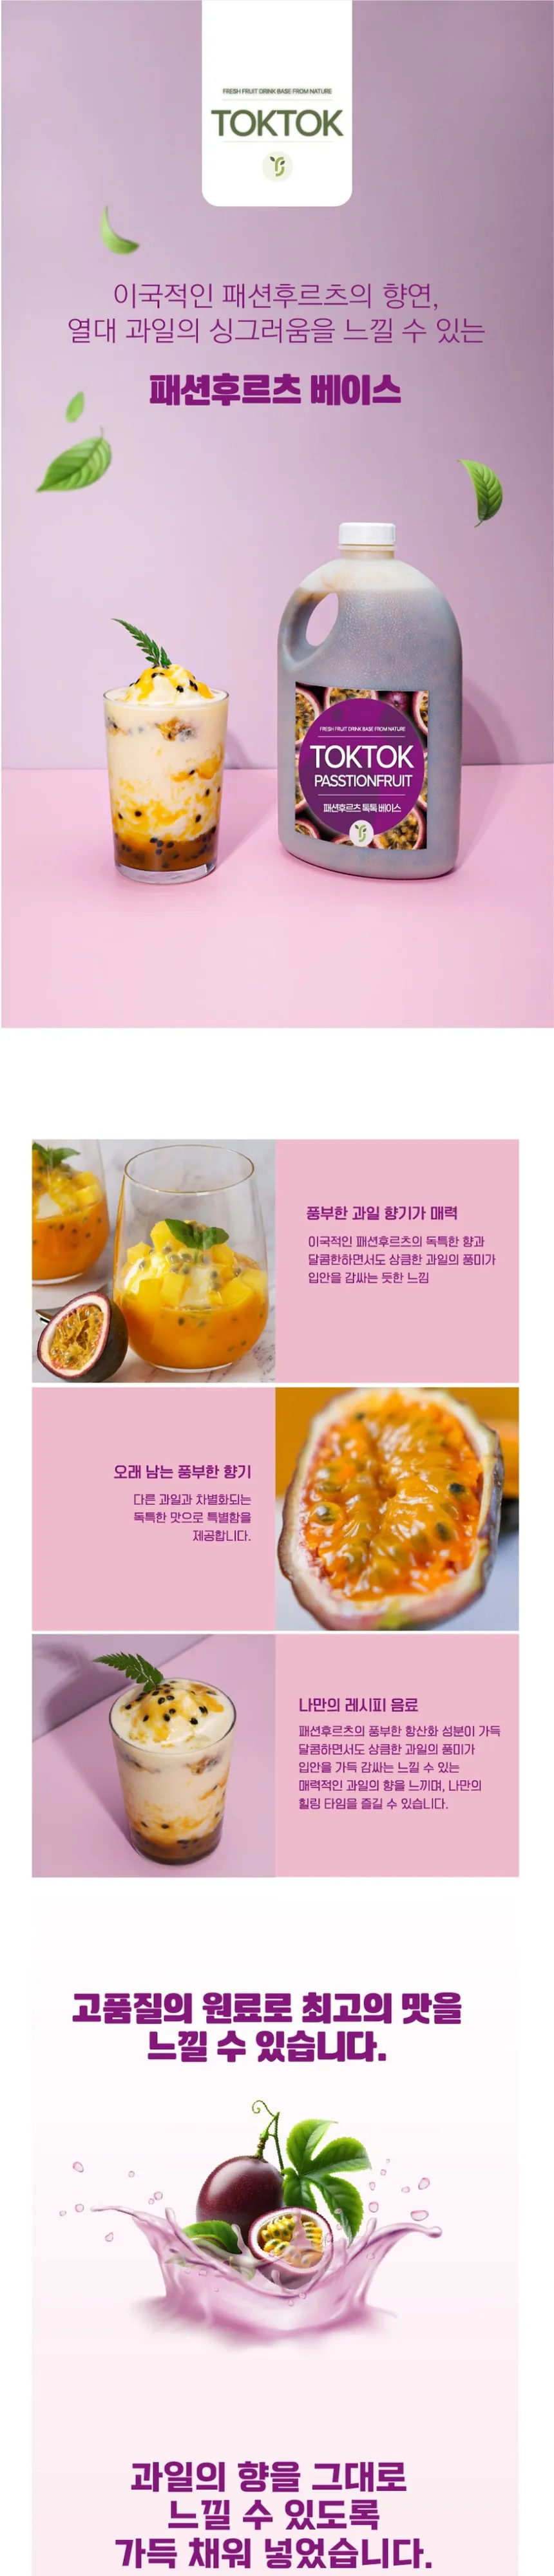 FRESH FRUIT DRINK BASE FROM NATURE
TOKTOK
이국적인 패션후르츠의 향연,
열대 과일의 싱그러움을 느낄 수 있는
패션후르츠 베이스
FRESH FRUIT DRINK BASE FROM NATURE
TOKTOK
PASSTIONFRUIT
패션후르츠 톡톡 베이스
풍부한 과일 향기가 매력
이국적인 패션후르츠의 독특한 향과
달콤한하면서도 상큼한 과일의 풍미가
입안을 감싸는 듯한 느낌
오래 남는 풍부한 향기
다른 과일과 차별화되는
독특한 맛으로 특별함을
제공합니다.
나만의 레시피 음료
패션후르츠의 풍부한 항산화 성분이 가득
달콤하면서도 상큼한 과일의 풍미가
입안을 가득 감싸는 느낄 수 있는
매력적인 과일의 향을 느끼며, 나만의
힐링 타임을 즐길 수 있습니다.
고품질의 원료로 최고의 맛을
느낄 수 있습니다.
과일의 향을 그대로
느낄 수 있도록
가득 채워 넣었습니다.